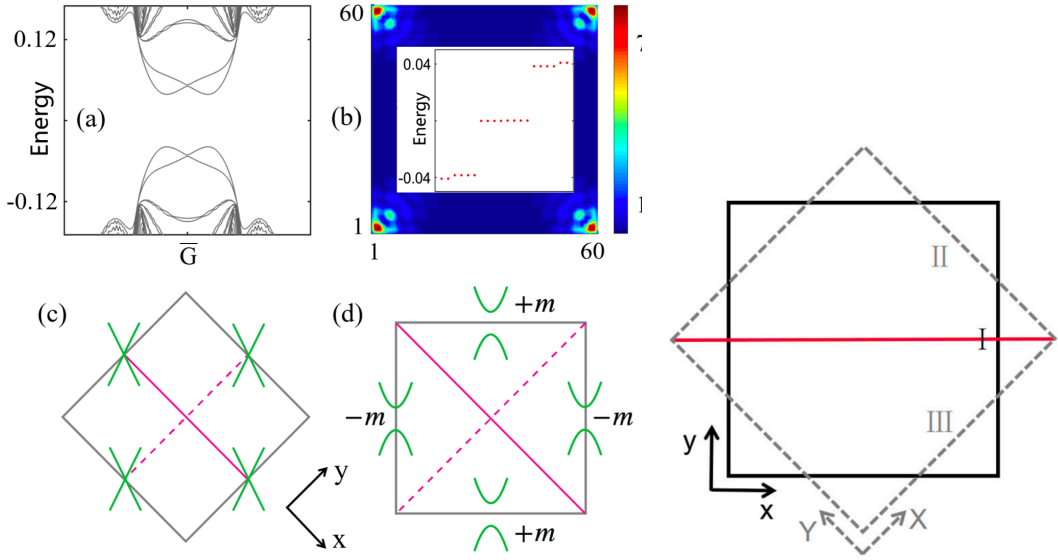 0.12
-0.12
Energy
(a)
G
60
1
1
60
(b)
Energy
0.04
-0.04
7
1
(c)
y
x
(d)
+m
-m
-m
+m
II
I
III
y
x
Y
X